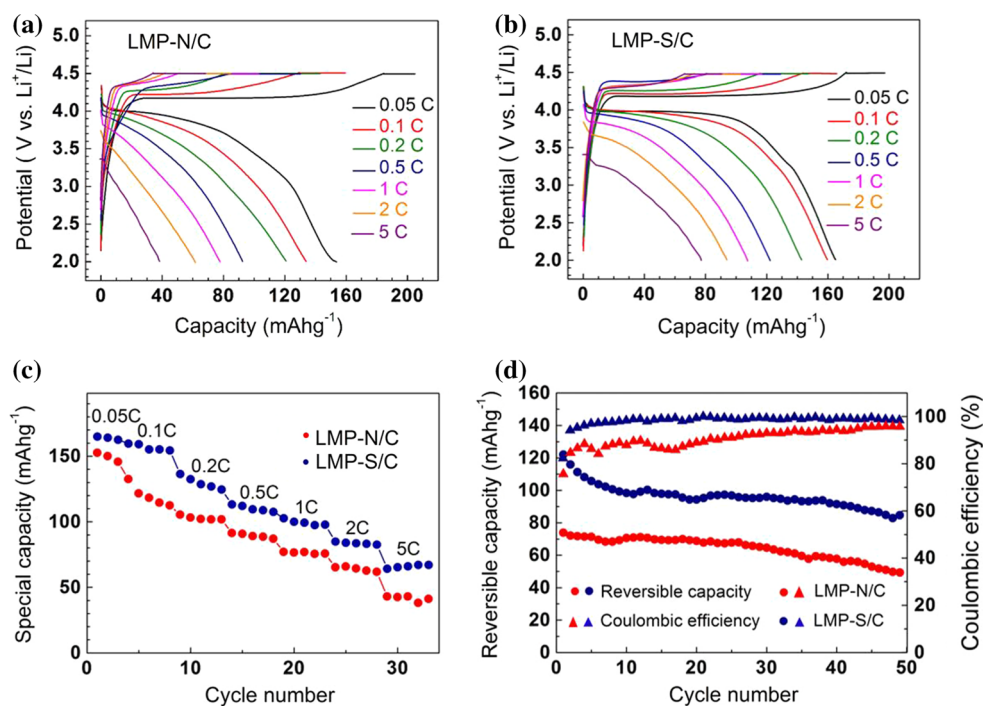 (a)
LMP-N/C
5.0
4.5
4.0
3.5
3.0
2.5
2.0
Potential ( V vs. Li⁺/Li)
0.05 C
0.1 C
0.2 C
0.5 C
1 C
2 C
5 C
0 40 80 120 160 200
Capacity (mAhg⁻¹)
(b)
LMP-S/C
5.0
4.5
4.0
3.5
3.0
2.5
2.0
Potential ( V vs. Li⁺/Li)
0.05 C
0.1 C
0.2 C
0.5 C
1 C
2 C
5 C
0 40 80 120 160 200
Capacity (mAhg⁻¹)
(c)
150
100
50
0
Special capacity (mAhg⁻¹)
0.05C
0.1C
0.2C
0.5C
1C
2C
5C
LMP-N/C
LMP-S/C
0 10 20 30
Cycle number
(d)
160
140
120
100
80
60
40
20
0
Reversible capacity (mAhg⁻¹)
Reversible capacity LMP-N/C
Coulombic efficiency LMP-S/C
100
80
60
40
20
0
Coulombic efficiency (%)
0 10 20 30 40 50
Cycle number